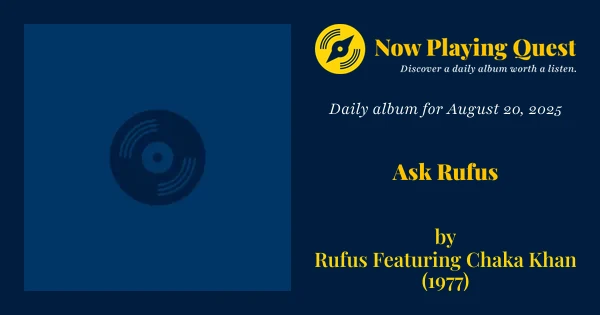 Now Playing Quest
Discover a daily album worth a listen.
Daily album for August 20, 2025
Ask Rufus
by
Rufus Featuring Chaka Khan
(1977)